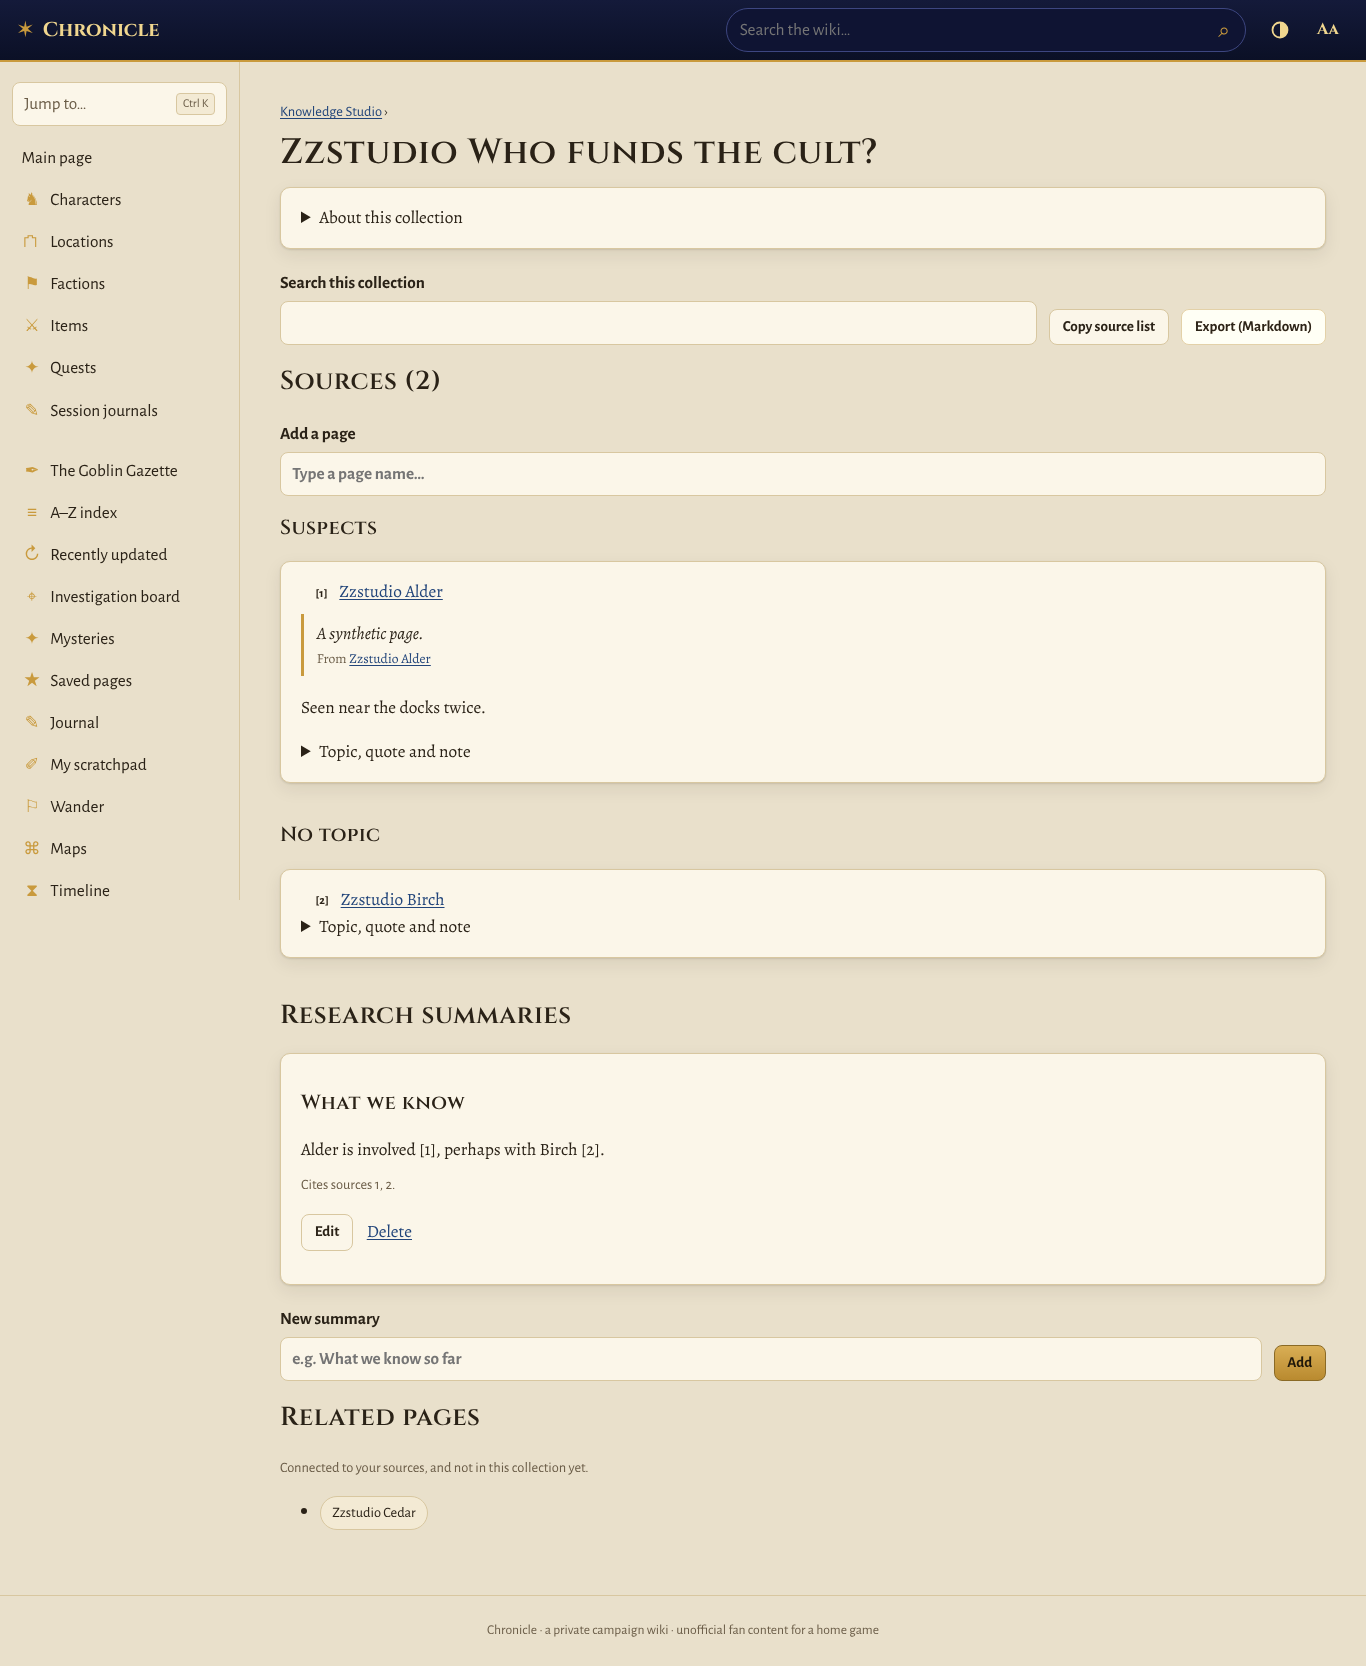 Chronicle
Search the wiki...
AA
Jump to...
Ctrl K
Main page
Characters
Locations
Factions
Items
Quests
Session journals
The Goblin Gazette
A–Z index
Recently updated
Investigation board
Mysteries
Saved pages
Journal
My scratchpad
Wander
Maps
Timeline
Knowledge Studio ›
Zzstudio Who funds the cult?
About this collection
Search this collection
Copy source list
Export (Markdown)
Sources (2)
Add a page
Type a page name...
Suspects
[1] Zzstudio Alder
A synthetic page.
From Zzstudio Alder
Seen near the docks twice.
Topic, quote and note
No topic
[2] Zzstudio Birch
Topic, quote and note
Research summaries
What we know
Alder is involved [1], perhaps with Birch [2].
Cites sources 1, 2.
Edit Delete
New summary
e.g. What we know so far
Add
Related pages
Connected to your sources, and not in this collection yet.
Zzstudio Cedar
Chronicle · a private campaign wiki · unofficial fan content for a home game